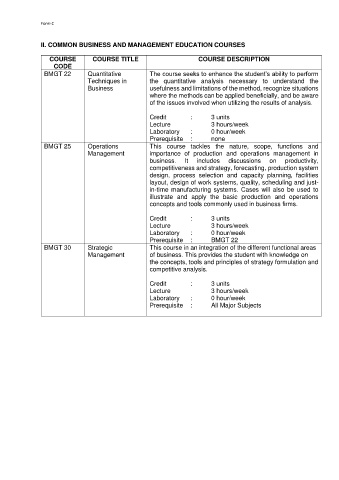 Form C
II. COMMON BUSINESS AND MANAGEMENT EDUCATION COURSES
COURSE CODE COURSE TITLE COURSE DESCRIPTION
BMGT 22 Quantitative Techniques in Business
The course seeks to enhance the student's ability to perform
the quantitative analysis necessary to understand the
usefulness and limitations of the method, recognize situations
where the methods can be applied beneficially, and be aware
of the issues involved when utilizing the results of analysis.
Credit : 3 units
Lecture : 3 hours/week
Laboratory : 0 hour/week
Prerequisite : none
BMGT 25 Operations Management
This course tackles the nature, scope, functions and
importance of production and operations management in
business. It includes discussions on productivity,
competitiveness and strategy, forecasting, production system
design, process selection and capacity planning, facilities
layout, design of work systems, quality, scheduling and just-
in-time manufacturing systems. Cases will also be used to
illustrate and apply the basic production and operations
concepts and tools commonly used in business firms.
Credit : 3 units
Lecture : 3 hours/week
Laboratory : 0 hour/week
Prerequisite : BMGT 22
BMGT 30 Strategic Management
This course in an integration of the different functional areas
of business. This provides the student with knowledge on
the concepts, tools and principles of strategy formulation and
competitive analysis.
Credit : 3 units
Lecture : 3 hours/week
Laboratory : 0 hour/week
Prerequisite : All Major Subjects